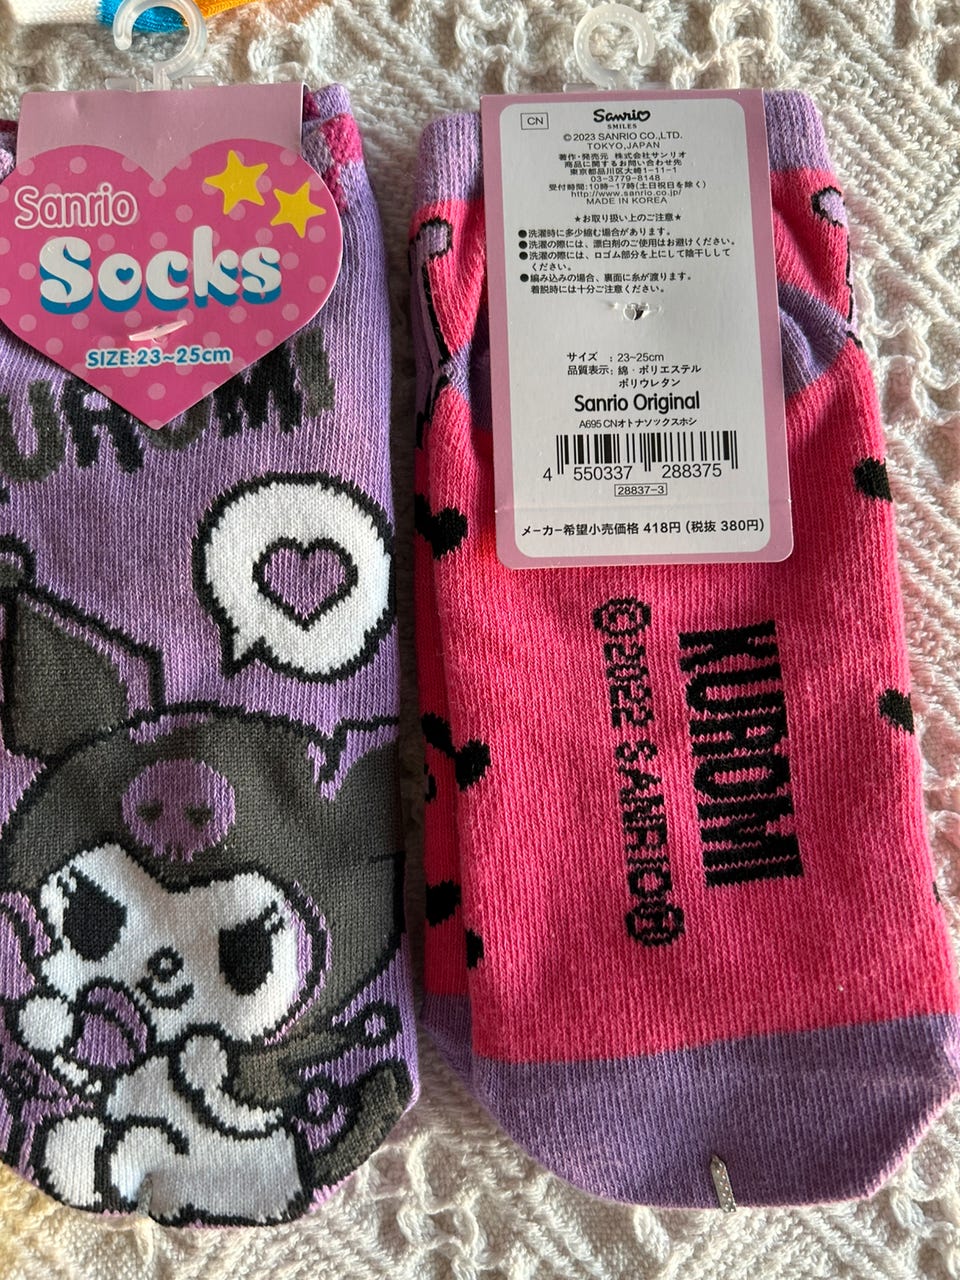 Sanrio
Socks
SIZE:23~25cm
KUROMI
CN
Sanrio
SMILES
©2023 SANRIO CO.,LTD.
TOKYO,JAPAN
著作・発売元 株式会社サンリオ
商品に関するお問い合わせ先
東京都品川区大崎1-11-1
03-3779-8148
受付時間:10時-17時(土日祝日を除く)
http://www.sanrio.co.jp/
MADE IN KOREA
★お取り扱い上のご注意★
●洗濯時に多少縮む場合があります。
●洗濯の際には、漂白剤のご使用はお避けください。
●洗濯の際には、口ゴム部分を上にして陰干しして
ください。
●編み込みの場合、裏面に糸が渡ります。
着脱時には十分ご注意ください。
サイズ : 23~25cm
品質表示: 綿・ポリエステル
ポリウレタン
Sanrio Original
A695 CNオトナソックスホシ
4 550337 288375
28837-3
メーカー希望小売価格 418円 (税抜 380円)
KUROMI
©2022 SANRIO®